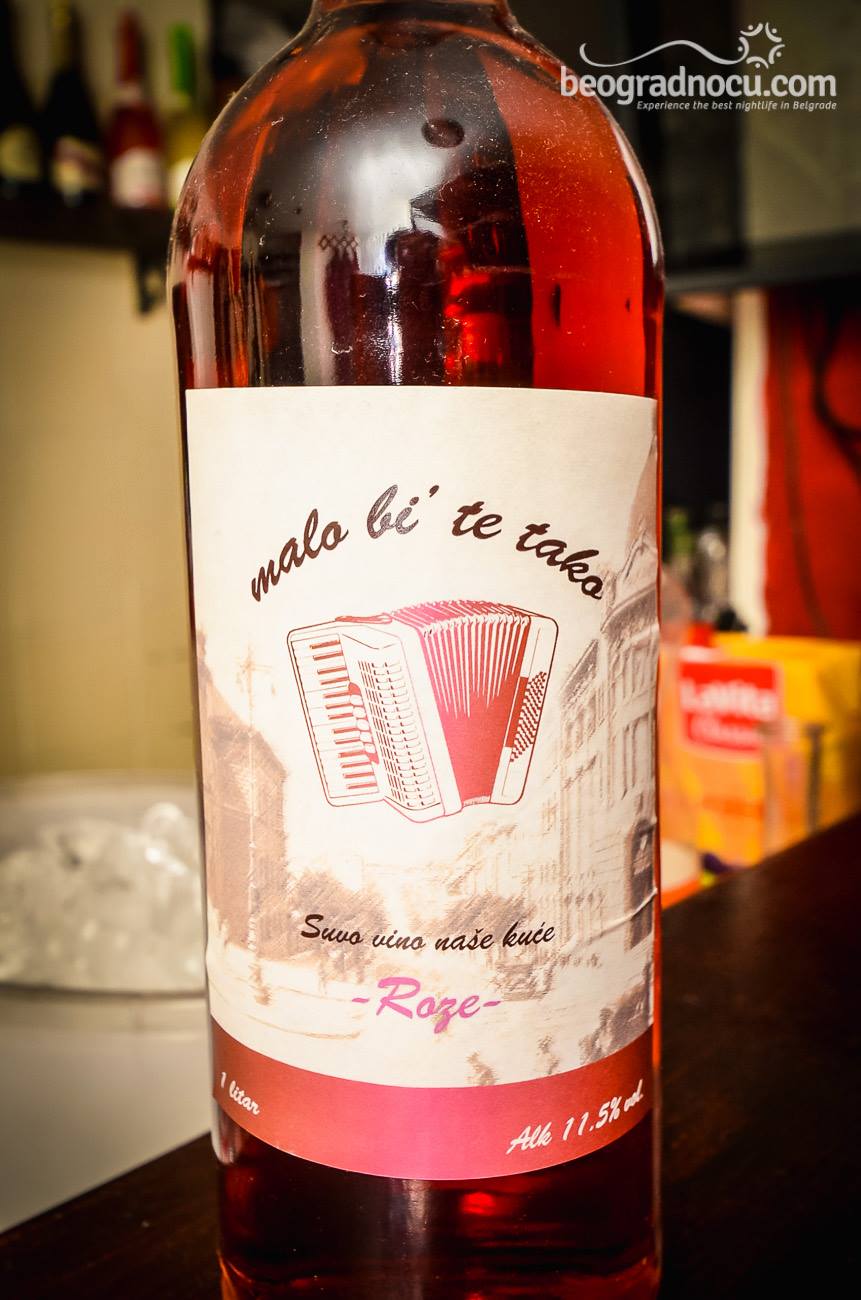 beogradnocu.com
Experience the best nightlife in Belgrade
malo bi' te tako
Suvo vino naše kuće
-Roze-
1 litar
Alk 11.5% vol.
LaVita